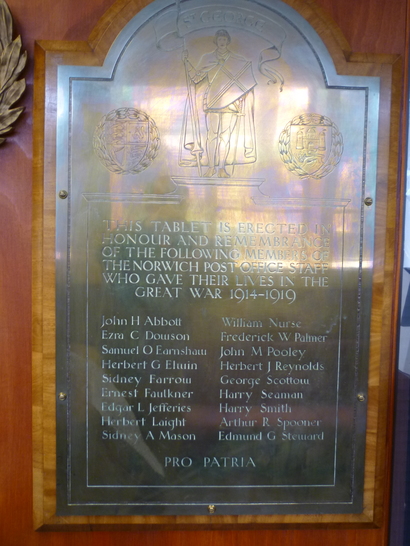 THIS TABLET IS ERECTED IN
HONOUR AND REMEMBRANCE
OF THE FOLLOWING MEMBERS OF
THE NORWICH POST OFFICE STAFF
WHO GAVE THEIR LIVES IN THE
GREAT WAR 1914-1919
John H Abbott
Ezra C Dowson
Samuel O Earnshaw
Herbert G Elwin
Sidney Farrow
Ernest Faulkner
Edgar L Jefferies
Herbert Laight
Sidney A Mason
William Nurse
Frederick W Palmer
John M Pooley
Herbert J Reynolds
George Scottow
Harry Seaman
Harry Smith
Arthur R Spooner
Edmund G Steward
PRO PATRIA